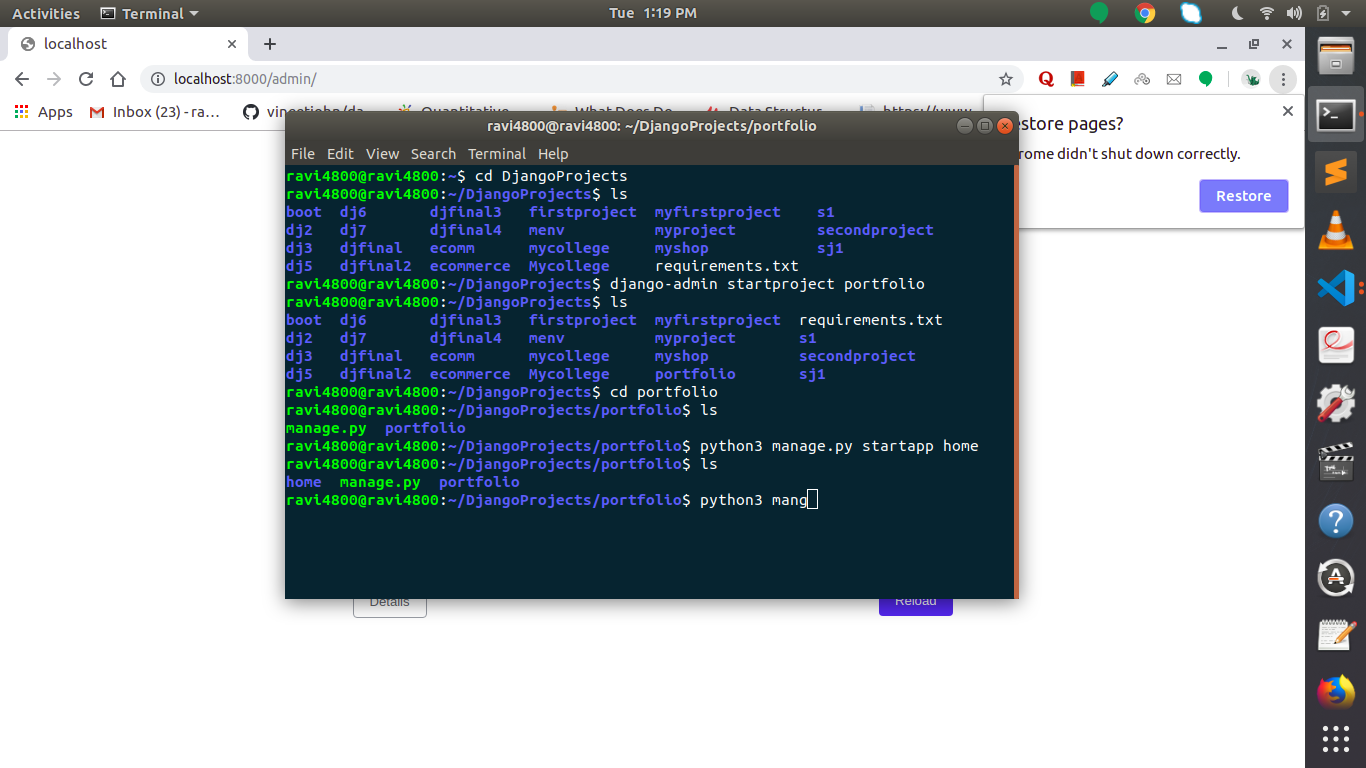 Activities Terminal Tue 1:19 PM
localhost
localhost:8000/admin/
Apps Inbox (23) - ra… Quantitative What Does De
ravi4800@ravi4800: ~/DjangoProjects/portfolio
estore pages?
File Edit View Search Terminal Help
rome didn't shut down correctly.
Restore
ravi4800@ravi4800:~$ cd DjangoProjects
ravi4800@ravi4800:~/DjangoProjects$ ls
boot dj6 djfinal3 firstproject myfirstproject s1
dj2 dj7 djfinal4 menv myproject secondproject
dj3 djfinal ecomm mycollege myshop sj1
dj5 djfinal2 ecommerce Mycollege requirements.txt
ravi4800@ravi4800:~/DjangoProjects$ django-admin startproject portfolio
ravi4800@ravi4800:~/DjangoProjects$ ls
boot dj6 djfinal3 firstproject myfirstproject requirements.txt
dj2 dj7 djfinal4 menv myproject s1
dj3 djfinal ecomm mycollege myshop secondproject
dj5 djfinal2 ecommerce Mycollege portfolio sj1
ravi4800@ravi4800:~/DjangoProjects$ cd portfolio
ravi4800@ravi4800:~/DjangoProjects/portfolio$ ls
manage.py portfolio
ravi4800@ravi4800:~/DjangoProjects/portfolio$ python3 manage.py startapp home
ravi4800@ravi4800:~/DjangoProjects/portfolio$ ls
home manage.py portfolio
ravi4800@ravi4800:~/DjangoProjects/portfolio$ python3 mang
Details Reload